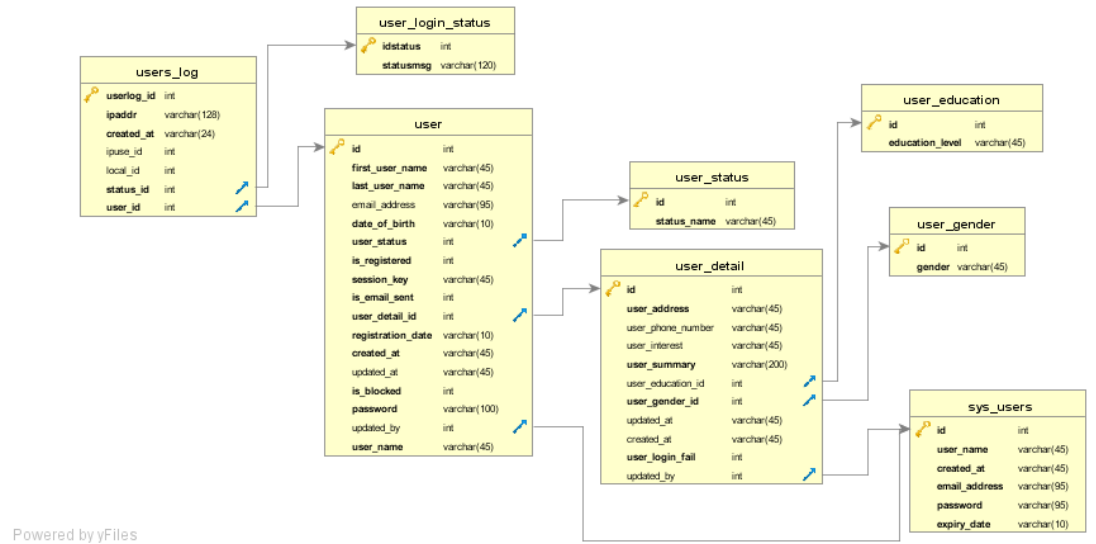 user_login_status
idstatus int
statusmsg varchar(120)
users_log
userlog_id int
ipaddr varchar(128)
created_at varchar(24)
ipuse_id int
local_id int
status_id int
user_id int
user
id int
first_user_name varchar(45)
last_user_name varchar(45)
email_address varchar(95)
date_of_birth varchar(10)
user_status int
is_registered int
session_key varchar(45)
is_email_sent int
user_detail_id int
registration_date varchar(10)
created_at varchar(45)
updated_at varchar(45)
is_blocked int
password varchar(100)
updated_by int
user_name varchar(45)
user_status
id int
status_name varchar(45)
user_detail
id int
user_address varchar(45)
user_phone_number varchar(45)
user_interest varchar(45)
user_summary varchar(200)
user_education_id int
user_gender_id int
updated_at varchar(45)
created_at varchar(45)
user_login_fail int
updated_by int
user_education
id int
education_level varchar(45)
user_gender
id int
gender varchar(45)
sys_users
id int
user_name varchar(45)
created_at varchar(45)
email_address varchar(95)
password varchar(95)
expiry_date varchar(10)
Powered by yFiles